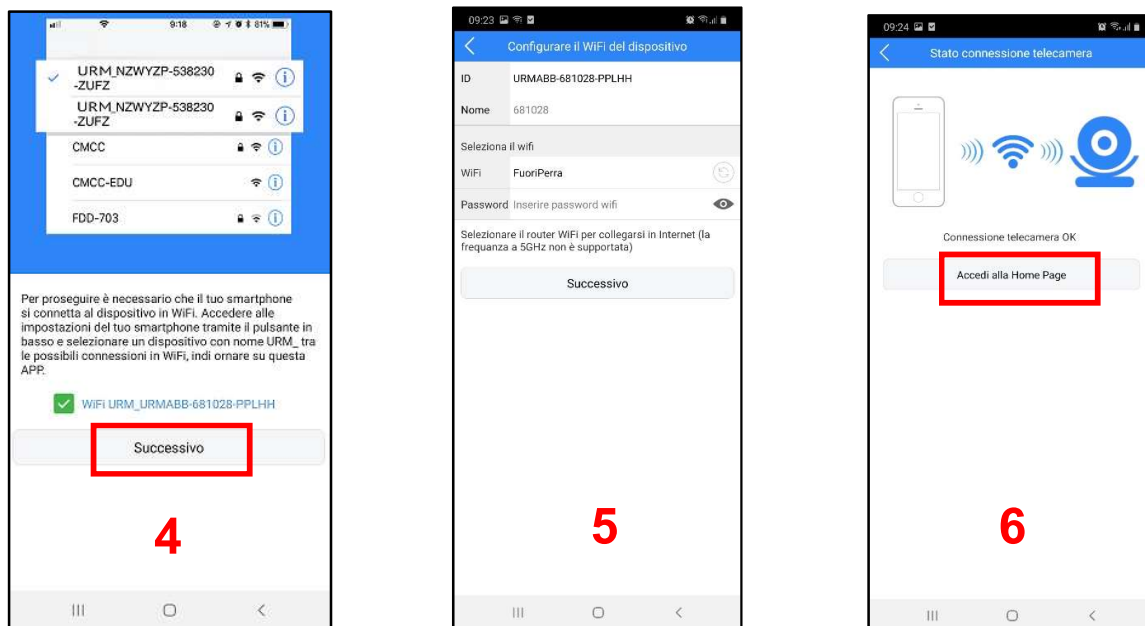 9:18
81%
URM_NZWYZP-538230
-ZUFZ
URM_NZWYZP-538230
-ZUFZ
CMCC
CMCC-EDU
FDD-703
Per proseguire è necessario che il tuo smartphone
si connetta al dispositivo in WiFi. Accedere alle
impostazioni del tuo smartphone tramite il pulsante in
basso e selezionare un dispositivo con nome URM_ tra
le possibili connessioni in WiFi, indi ornare su questa
APP.
WiFi URM_URMABB-681028-PPLHH
Successivo
4
09:23
Configurare il WiFi del dispositivo
ID URMABB-681028-PPLHH
Nome 681028
Seleziona il wifi
WiFi FuoriPerra
Password Inserire password wifi
Selezionare il router WiFi per collegarsi in Internet (la
frequanza a 5GHz non è supportata)
Successivo
5
09:24
Stato connessione telecamera
Connessione telecamera OK
Accedi alla Home Page
6